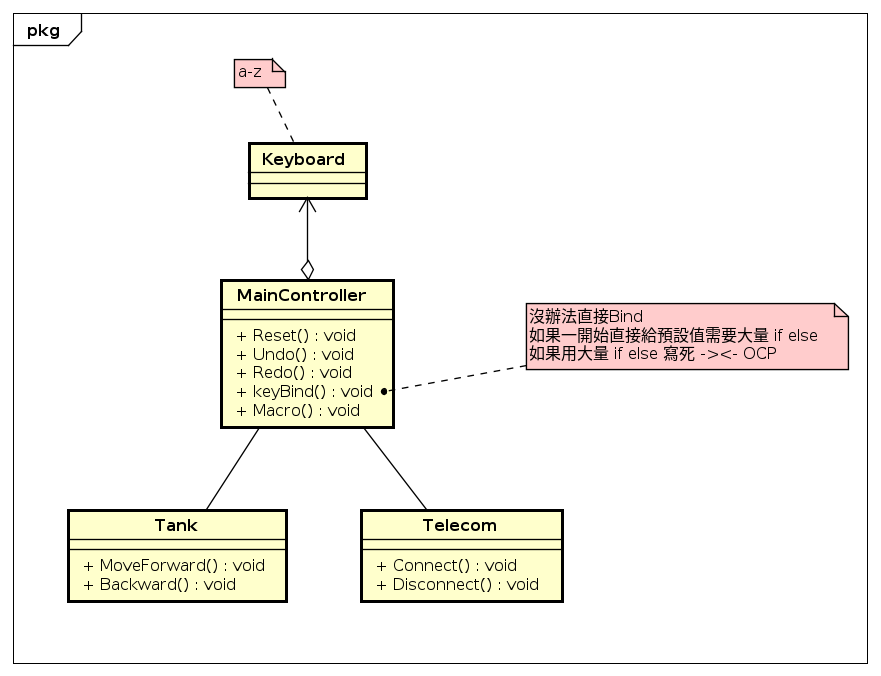 pkg
a-z
Keyboard
MainController
+ Reset() : void
+ Undo() : void
+ Redo() : void
+ keyBind() : void
+ Macro() : void
沒辦法直接Bind
如果一開始直接給預設值需要大量 if else
如果用大量 if else 寫死 -><- OCP
Tank
+ MoveForward() : void
+ Backward() : void
Telecom
+ Connect() : void
+ Disconnect() : void